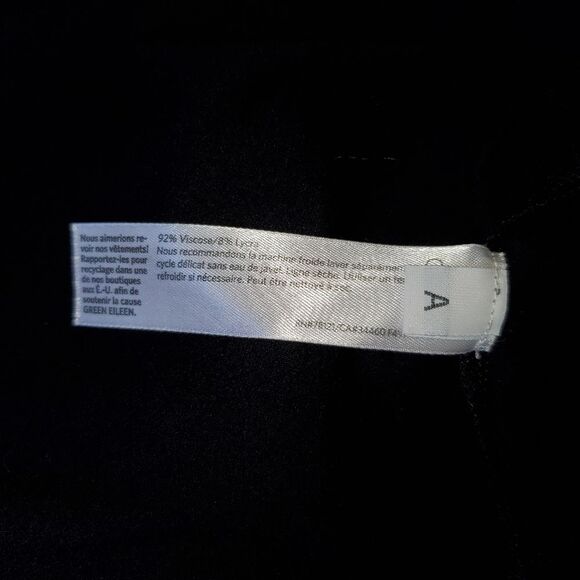 Nous aimerions re-
voir nos vêtements!
Rapportez-les pour
recyclage dans une
de nos boutiques
aux É.-U. afin de
soutenir la cause
GREEN EILEEN.
92% Viscose/8% Lycra
Nous recommandons la machine froide laver séparément
cycle délicat sans eau de javel. Ligne sèche. Utiliser un fer
refroidir si nécessaire. Peut être nettoyé à sec.
RN#78121/CA#34460
A